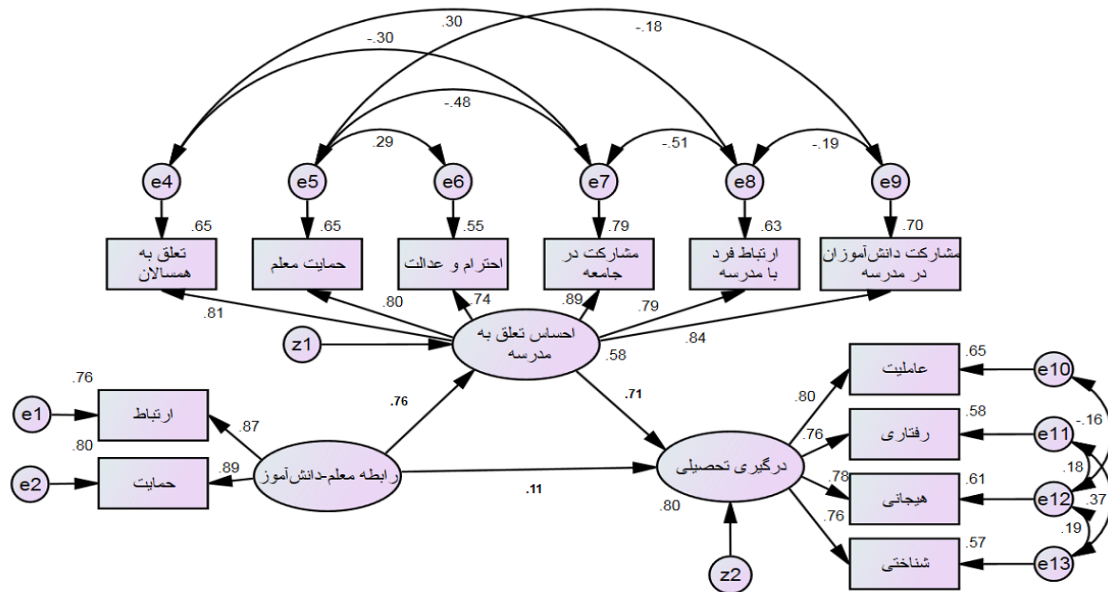 .30
-.18
-.30
-.48
.29
-.51
-.19
e4
e5
e6
e7
e8
e9
.65
.65
.55
.79
.63
.70
تعلق به
همسالان
حمایت معلم
احترام و عدالت
مشارکت در
جامعه
ارتباط فرد
با مدرسه
مشارکت دانش‌آموزان
در مدرسه
.81
.80
.74
.89
.79
.84
z1
احساس تعلق به
مدرسه
.58
.76
e1
ارتباط
.87
.80
e2
حمایت
.89
رابطه معلم-دانش‌آموز
.76
.71
.11
درگیری تحصیلی
.80
z2
.80
.76
.78
.76
عاملیت
.65
e10
-.16
رفتاری
.58
e11
.18
هیجانی
.61
e12
.37
.19
شناختی
.57
e13